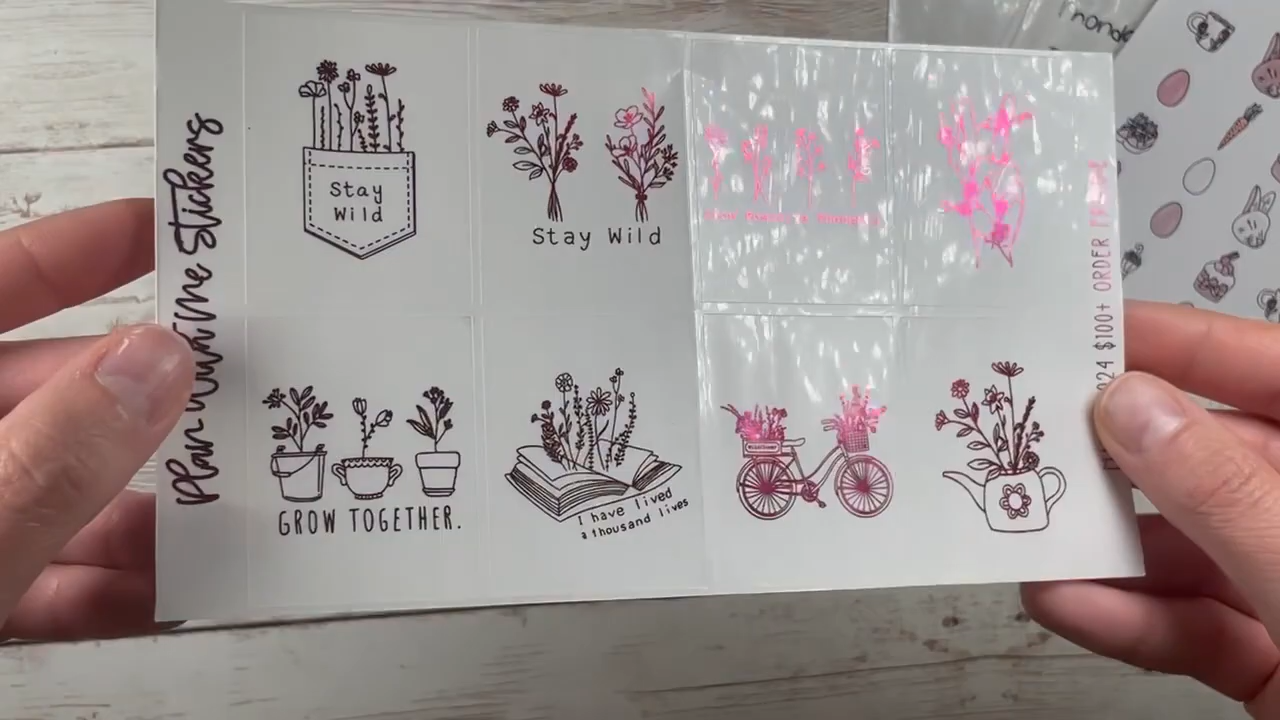 Plan With Me Stickers
Stay
Wild
Stay Wild
GROW TOGETHER.
I have lived
a thousand lives
$100+ ORDER